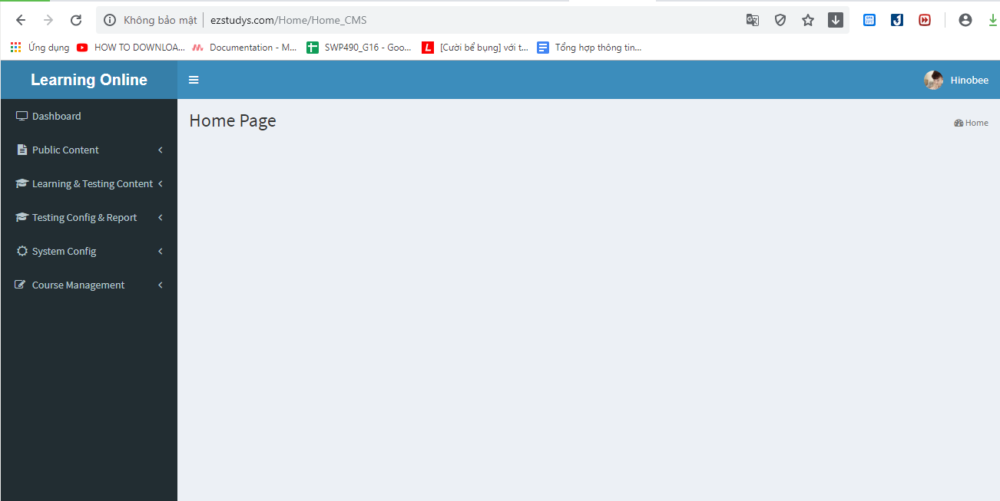 Không bảo mật ezstudys.com/Home/Home_CMS
Ứng dụng HOW TO DOWNLOA... Documentation - M... SWP490_G16 - Goo... [Cười bể bụng] với t... Tổng hợp thông tin...
Learning Online Hinobee
Dashboard
Home Page Home
Public Content
Learning & Testing Content
Testing Config & Report
System Config
Course Management